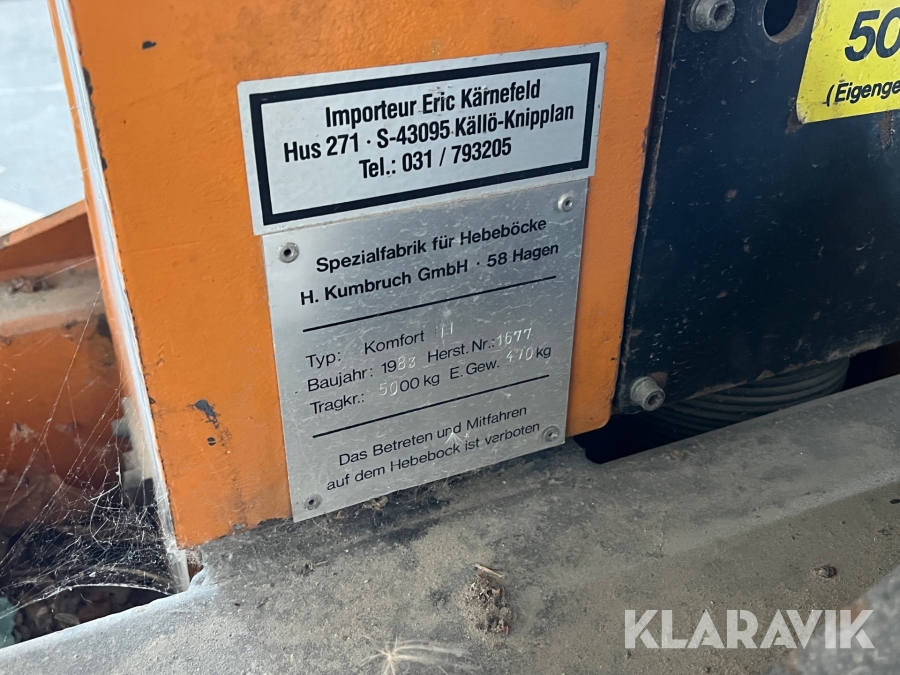 Importeur Eric Kärnefeld
Hus 271 · S-43095 Källö-Knipplan
Tel.: 031 / 793205
Spezialfabrik für Hebeböcke
H. Kumbruch GmbH · 58 Hagen
Typ: Komfort H
Baujahr: 1983 Herst. Nr.: 1677
Tragkr.: 5000 kg E. Gew. 470 kg
Das Betreten und Mitfahren
auf dem Hebebock ist verboten
50
(Eigenge
KLARAVIK